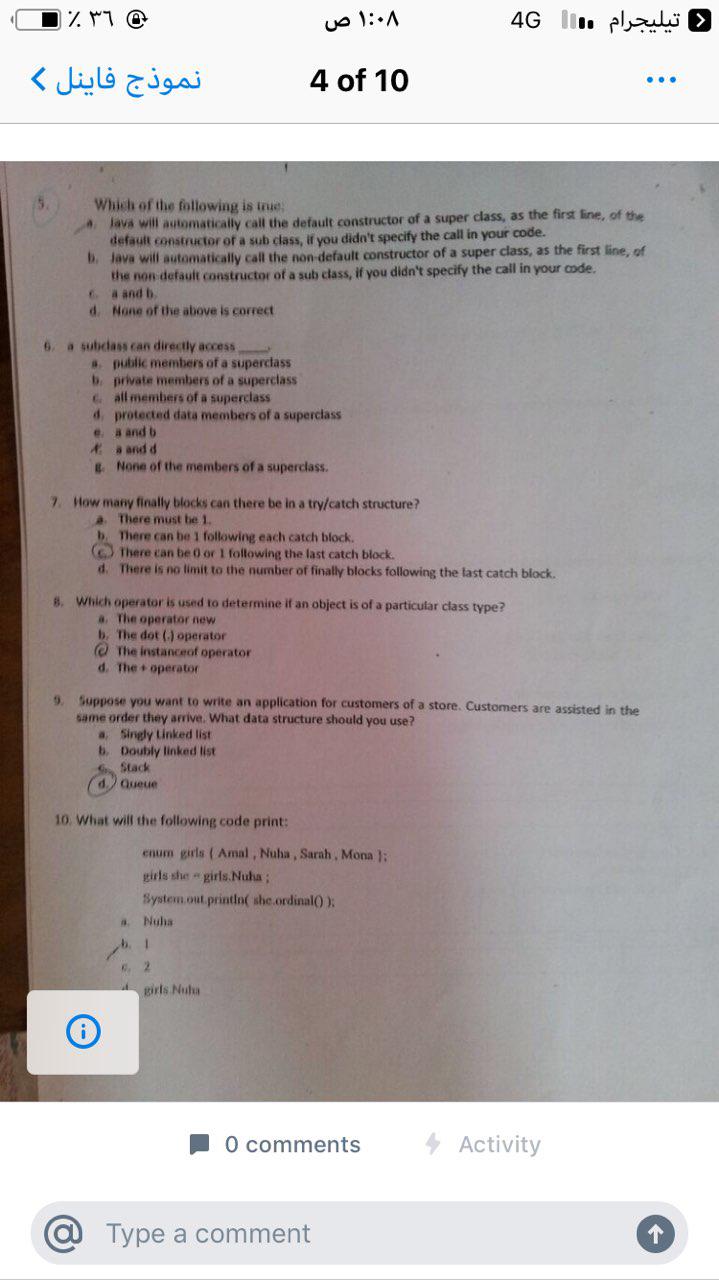 ٣٦ ٪ ١:٠٨ ص 4G تيليجرام
نموذج فاينل 4 of 10 ...
5. Which of the following is true:
a. Java will automatically call the default constructor of a super class, as the first line, of the
default constructor of a sub class, if you didn't specify the call in your code.
b. Java will automatically call the non-default constructor of a super class, as the first line, of
the non-default constructor of a sub class, if you didn't specify the call in your code.
c. a and b.
d. None of the above is correct
6. a subclass can directly access _____.
a. public members of a superclass
b. private members of a superclass
c. all members of a superclass
d. protected data members of a superclass
e. a and b
f. a and d
g. None of the members of a superclass.
7. How many finally blocks can there be in a try/catch structure?
a. There must be 1.
b. There can be 1 following each catch block.
c. There can be 0 or 1 following the last catch block.
d. There is no limit to the number of finally blocks following the last catch block.
8. Which operator is used to determine if an object is of a particular class type?
a. The operator new
b. The dot (.) operator
c. The instanceof operator
d. The + operator
9. Suppose you want to write an application for customers of a store. Customers are assisted in the
same order they arrive. What data structure should you use?
a. Singly Linked list
b. Doubly linked list
c. Stack
d. Queue
10. What will the following code print:
enum girls { Amal , Nuha , Sarah , Mona };
girls she = girls.Nuha ;
System.out.println( she.ordinal() );
a. Nuha
b. 1
c. 2
d. girls.Nuha
0 comments Activity
@ Type a comment